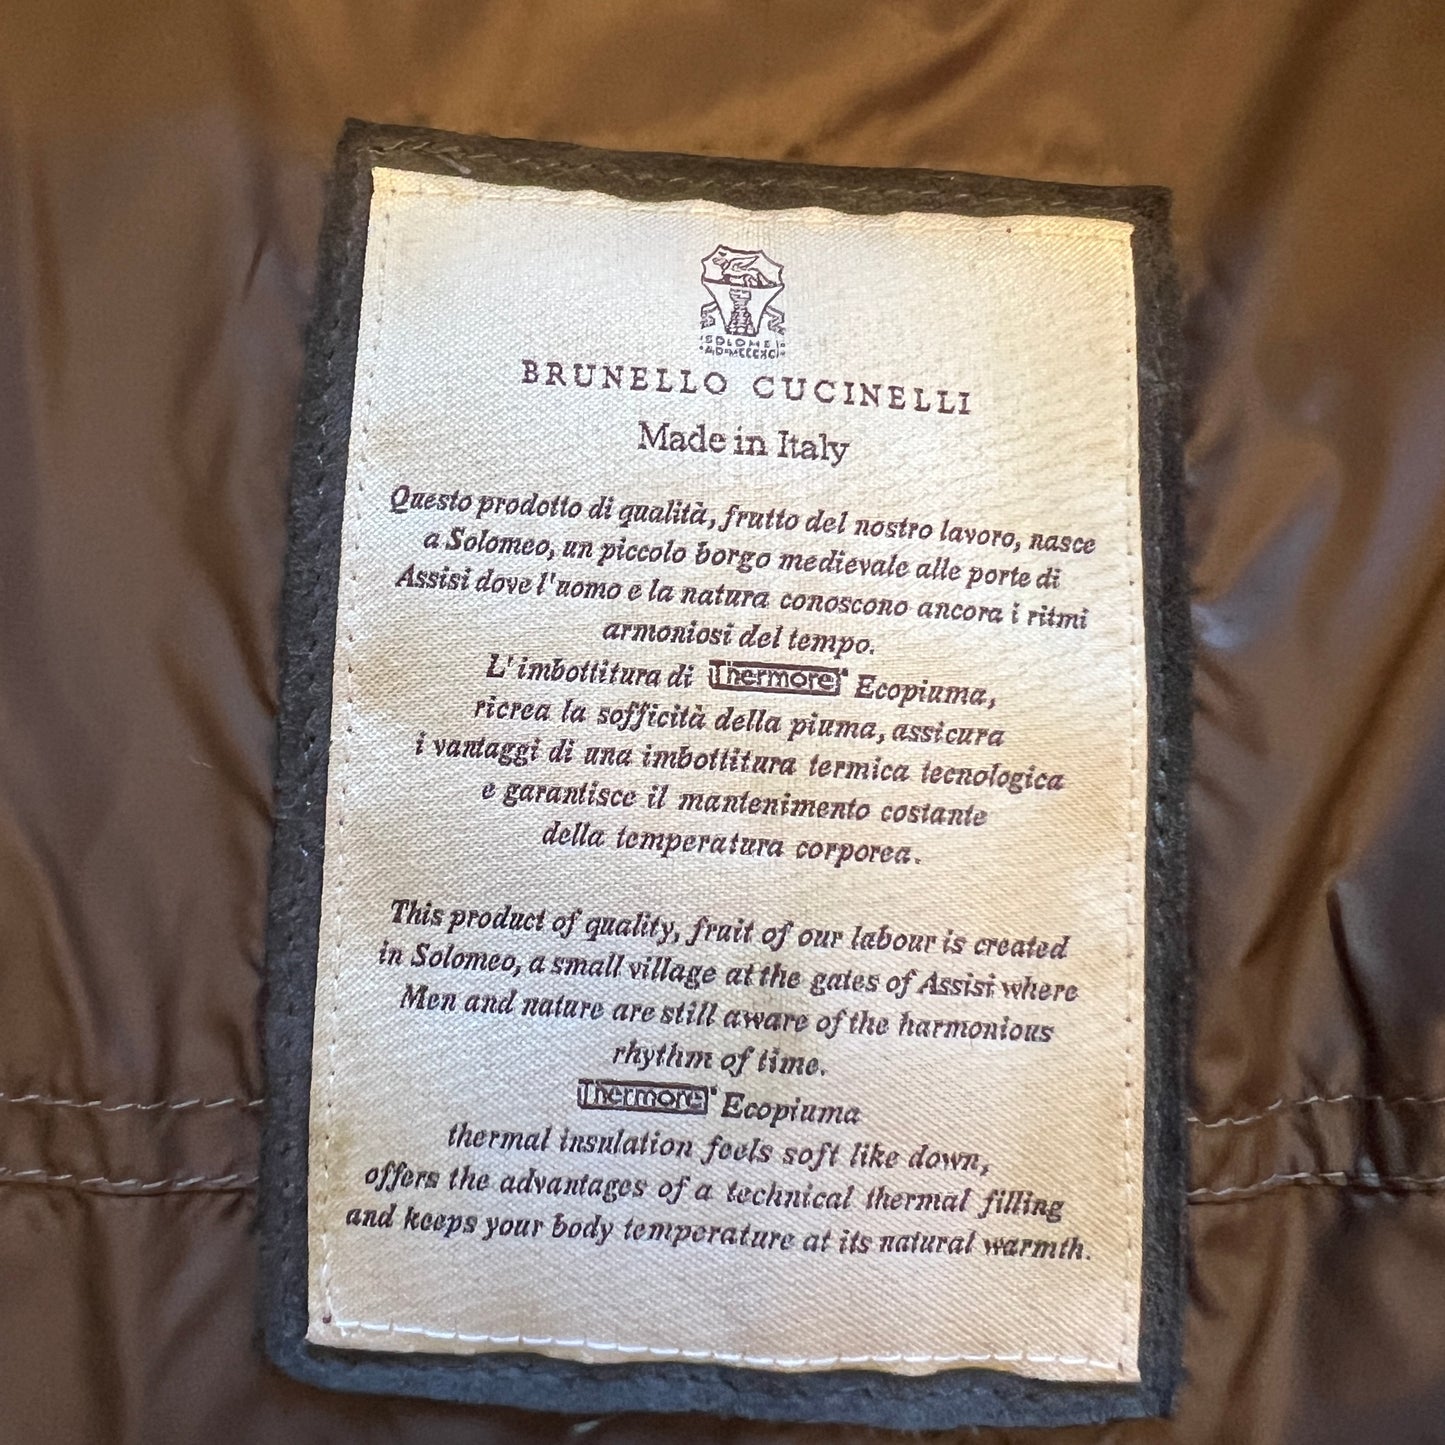 SOLOMEO
BRUNELLO CUCINELLI
Made in Italy
Questo prodotto di qualità, frutto del nostro lavoro, nasce
a Solomeo, un piccolo borgo medievale alle porte di
Assisi dove l'uomo e la natura conoscono ancora i ritmi
armoniosi del tempo.
L'imbottitura di Thermore® Ecopiuma,
ricrea la sofficità della piuma, assicura
i vantaggi di una imbottitura termica tecnologica
e garantisce il mantenimento costante
della temperatura corporea.
This product of quality, fruit of our labour is created
in Solomeo, a small village at the gates of Assisi where
Men and nature are still aware of the harmonious
rhythm of time.
Thermore® Ecopiuma
thermal insulation feels soft like down,
offers the advantages of a technical thermal filling
and keeps your body temperature at its natural warmth.